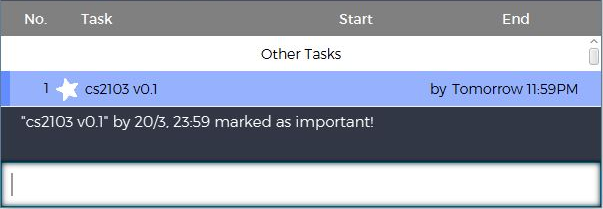 No. Task Start End
Other Tasks
1 cs2103 v0.1 by Tomorrow 11:59PM
"cs2103 v0.1" by 20/3, 23:59 marked as important!